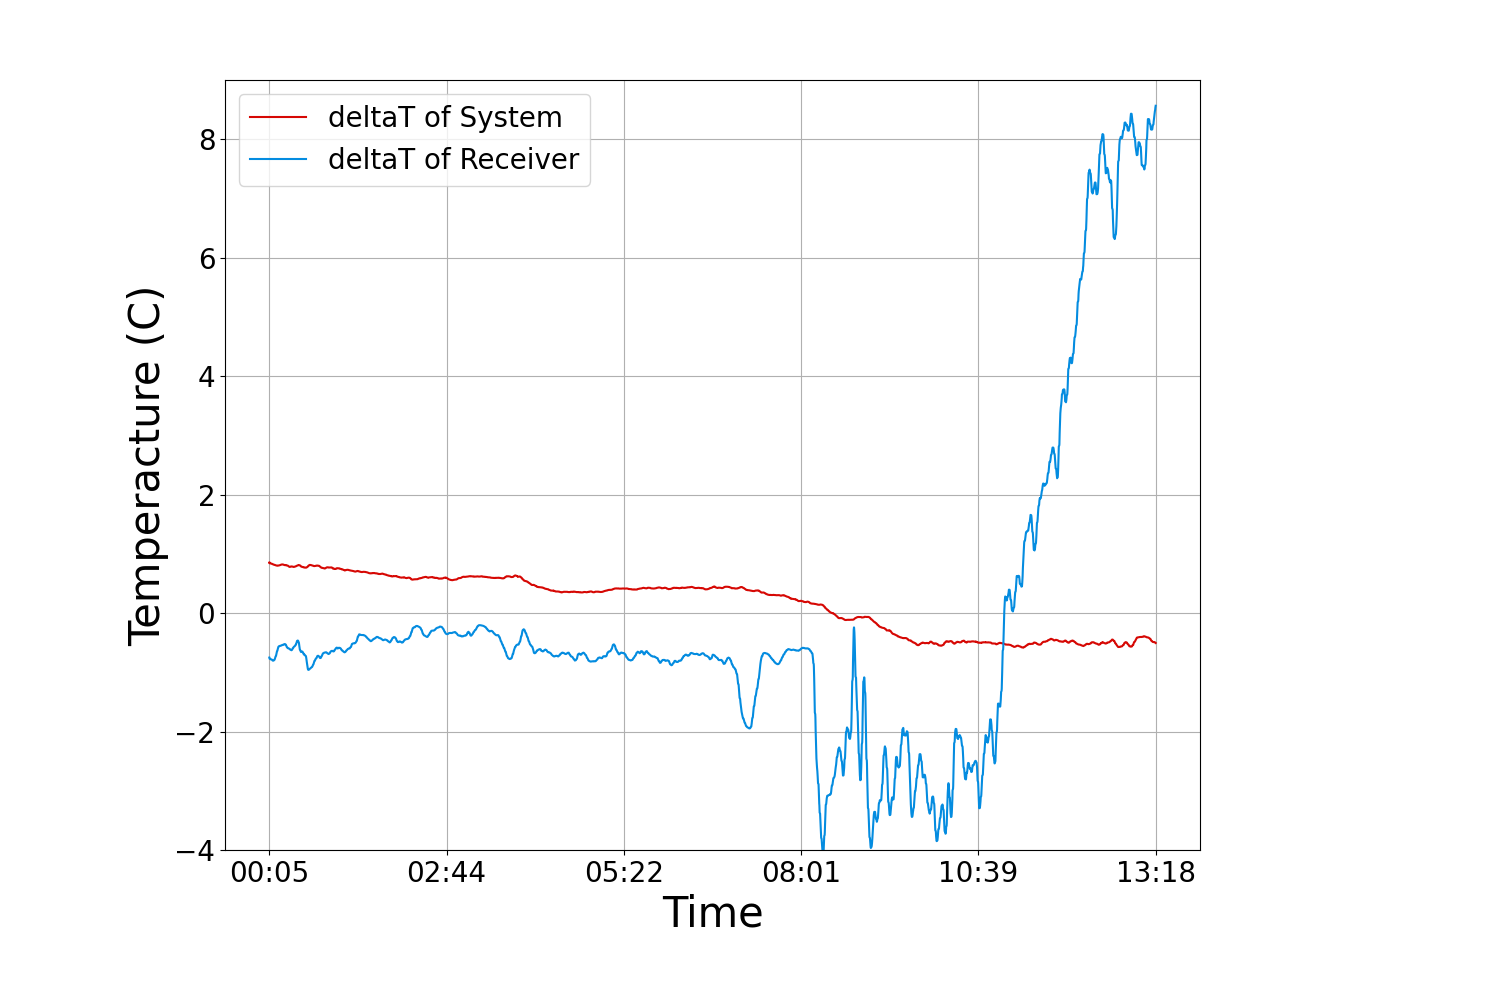 deltaT of System
deltaT of Receiver
8
6
4
2
0
−2
−4
Temperacture (C)
00:05 02:44 05:22 08:01 10:39 13:18
Time